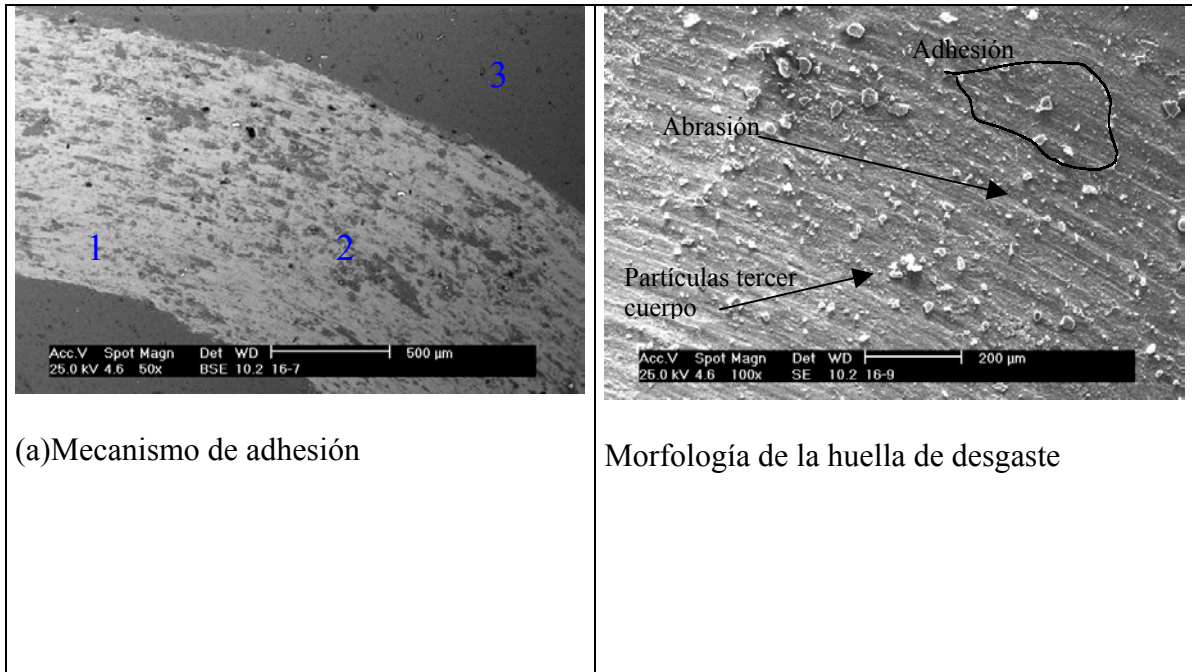 3
1
2
Acc.V Spot Magn Det WD 500 µm
25.0 kV 4.6 50x BSE 10.2 16-7
(a)Mecanismo de adhesión
Adhesión
Abrasión
Partículas tercer
cuerpo
Acc.V Spot Magn Det WD 200 µm
25.0 kV 4.6 100x SE 10.2 16-9
Morfología de la huella de desgaste